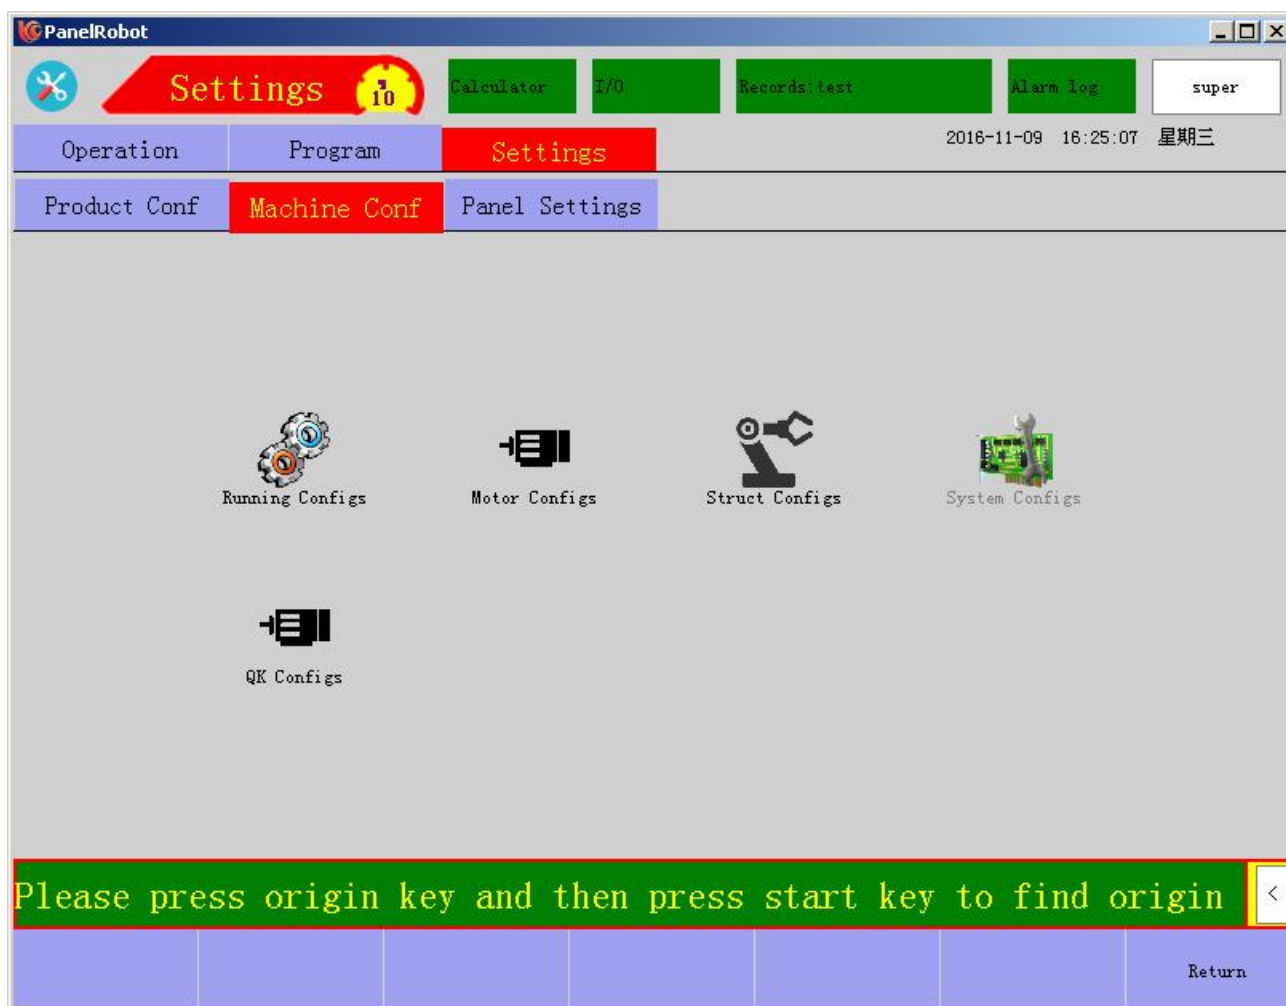 PanelRobot
Settings
10
Calculator
I/O
Records:test
Alarm log
super
Operation
Program
Settings
2016-11-09 16:25:07 星期三
Product Conf
Machine Conf
Panel Settings
Running Configs
Motor Configs
Struct Configs
System Configs
QK Configs
Please press origin key and then press start key to find origin
<
Return